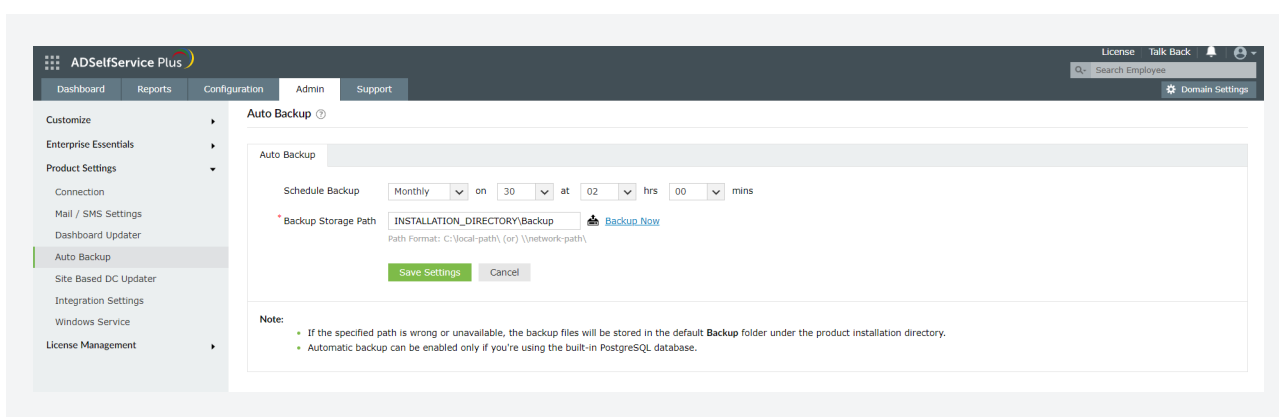 License Talk Back
ADSelfService Plus
Search Employee
Dashboard Reports Configuration Admin Support
Domain Settings
Customize
Enterprise Essentials
Product Settings
Connection
Mail / SMS Settings
Dashboard Updater
Auto Backup
Site Based DC Updater
Integration Settings
Windows Service
License Management
Auto Backup
Auto Backup
Schedule Backup Monthly on 30 at 02 hrs 00 mins
* Backup Storage Path INSTALLATION_DIRECTORY\Backup Backup Now
Path Format: C:\local-path\ (or) \\network-path\
Save Settings Cancel
Note:
If the specified path is wrong or unavailable, the backup files will be stored in the default Backup folder under the product installation directory.
Automatic backup can be enabled only if you're using the built-in PostgreSQL database.